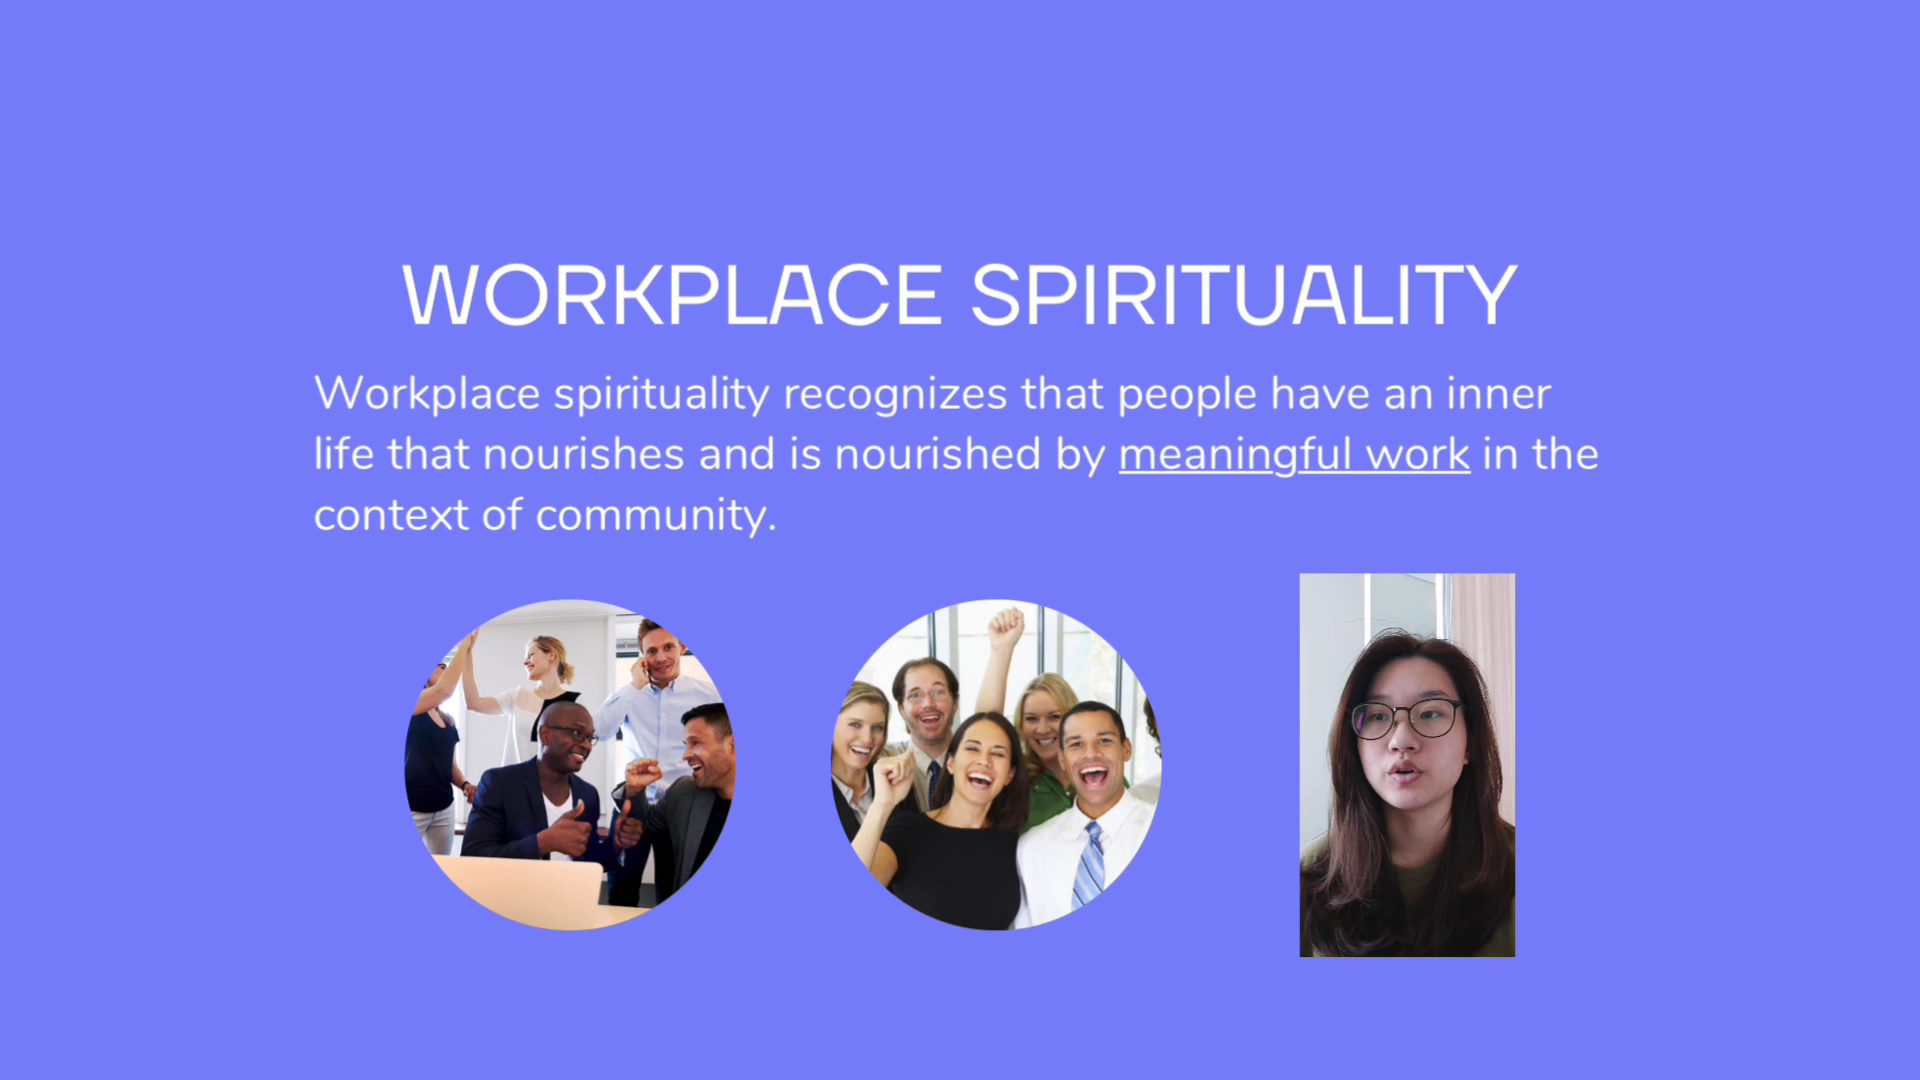 WORKPLACE SPIRITUALITY
Workplace spirituality recognizes that people have an inner
life that nourishes and is nourished by meaningful work in the
context of community.